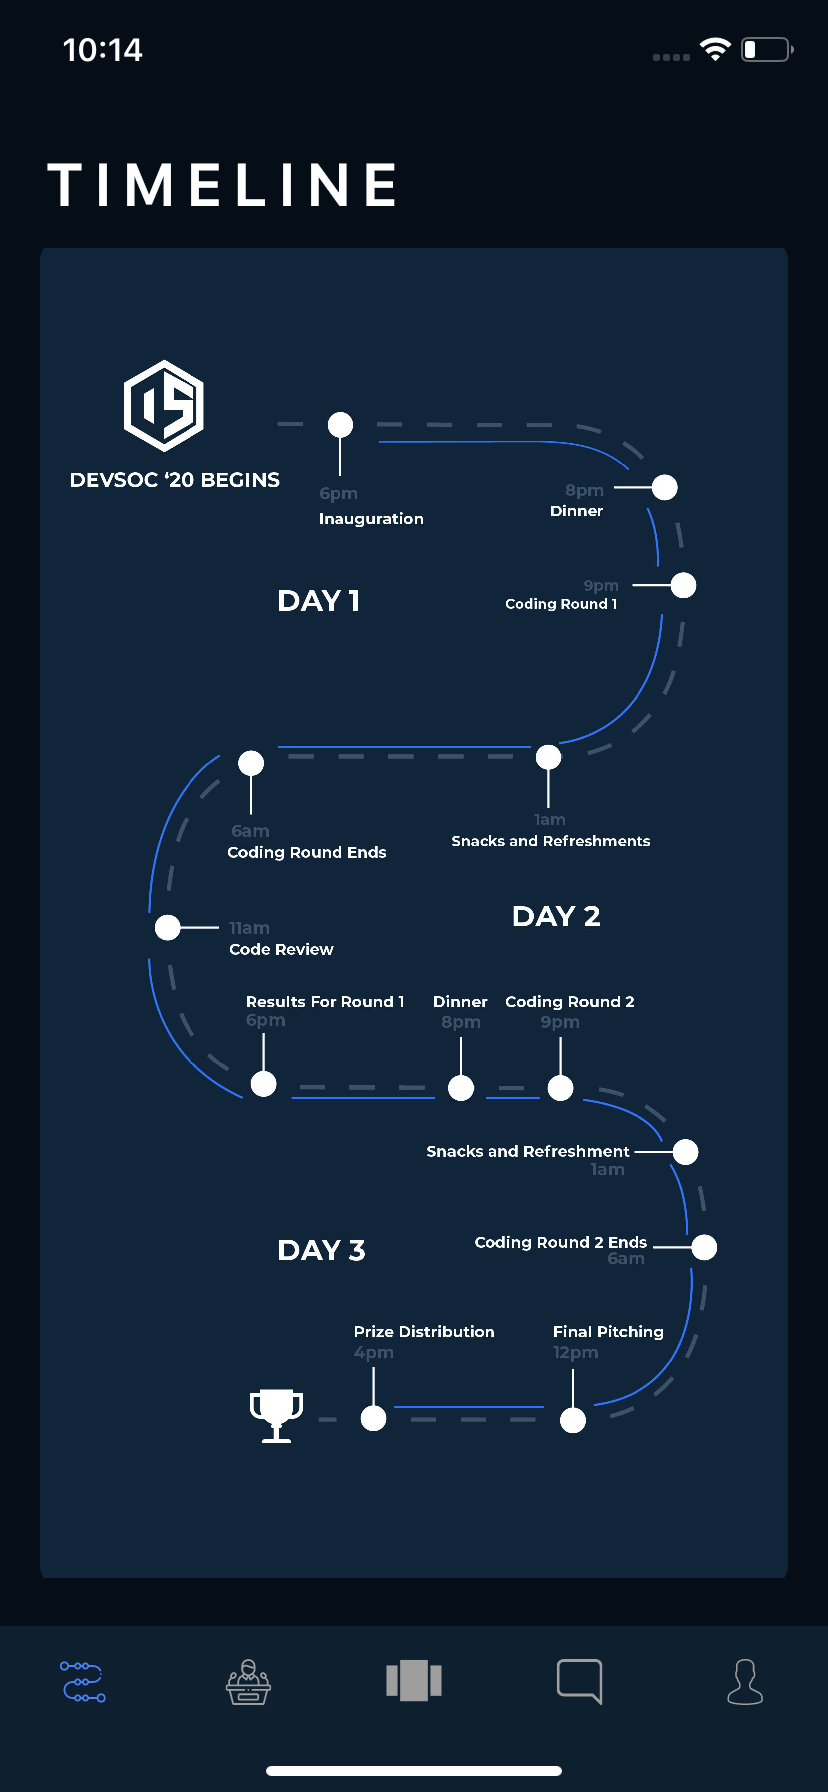 10:14
TIMELINE
DEVSOC ‘20 BEGINS
6pm
Inauguration
8pm
Dinner
9pm
Coding Round 1
DAY 1
1am
Snacks and Refreshments
6am
Coding Round Ends
DAY 2
11am
Code Review
Results For Round 1
6pm
Dinner
8pm
Coding Round 2
9pm
Snacks and Refreshment
1am
DAY 3
Coding Round 2 Ends
6am
Final Pitching
12pm
Prize Distribution
4pm